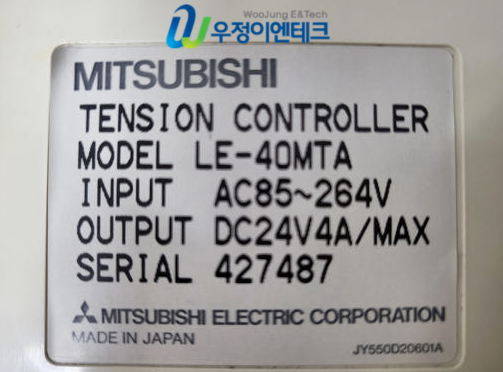 WooJung E&Tech
우정이엔테크
MITSUBISHI
TENSION CONTROLLER
MODEL LE-40MTA
INPUT AC85~264V
OUTPUT DC24V4A/MAX
SERIAL 427487
MITSUBISHI ELECTRIC CORPORATION
MADE IN JAPAN
JY550D20601A